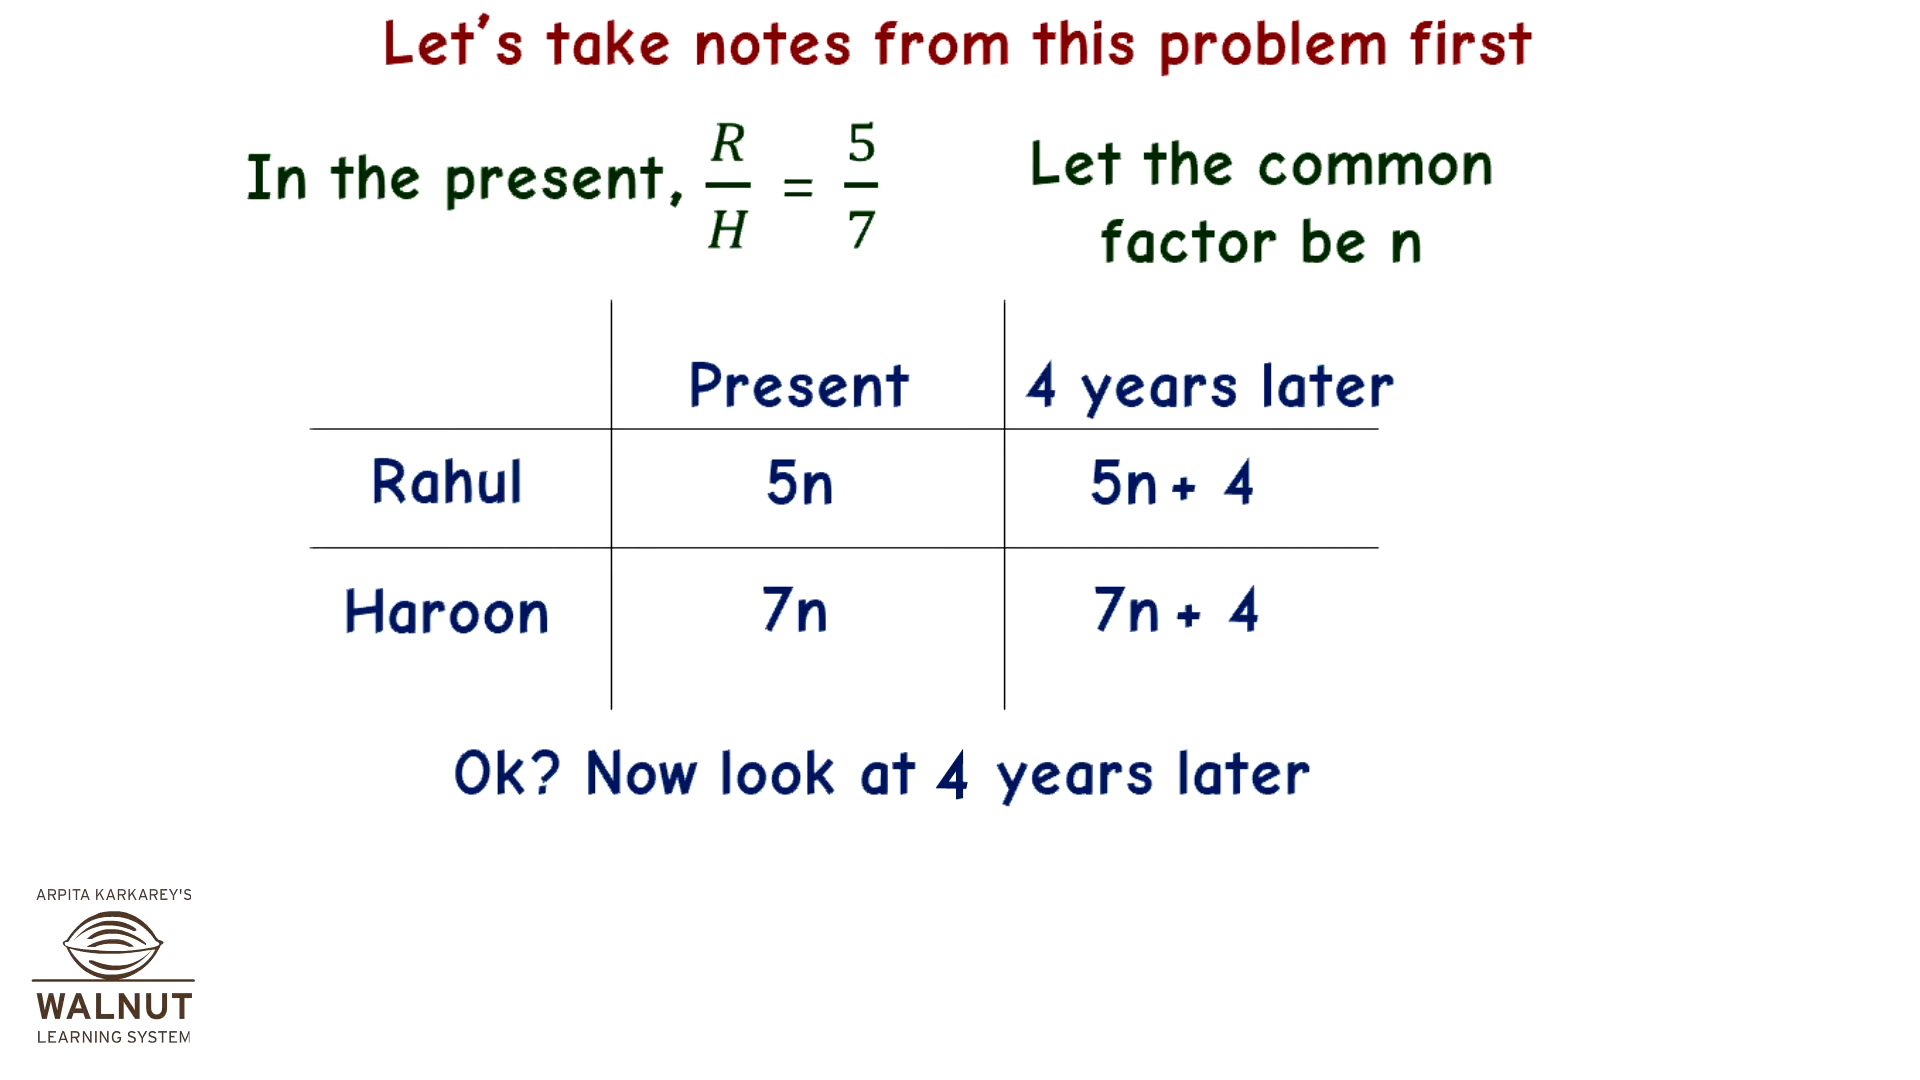 Let's take notes from this problem first
In the present, R/H = 5/7
Let the common
factor be n
Present 4 years later
Rahul 5n 5n + 4
Haroon 7n 7n + 4
Ok? Now look at 4 years later
ARPITA KARKAREY'S
WALNUT
LEARNING SYSTEM